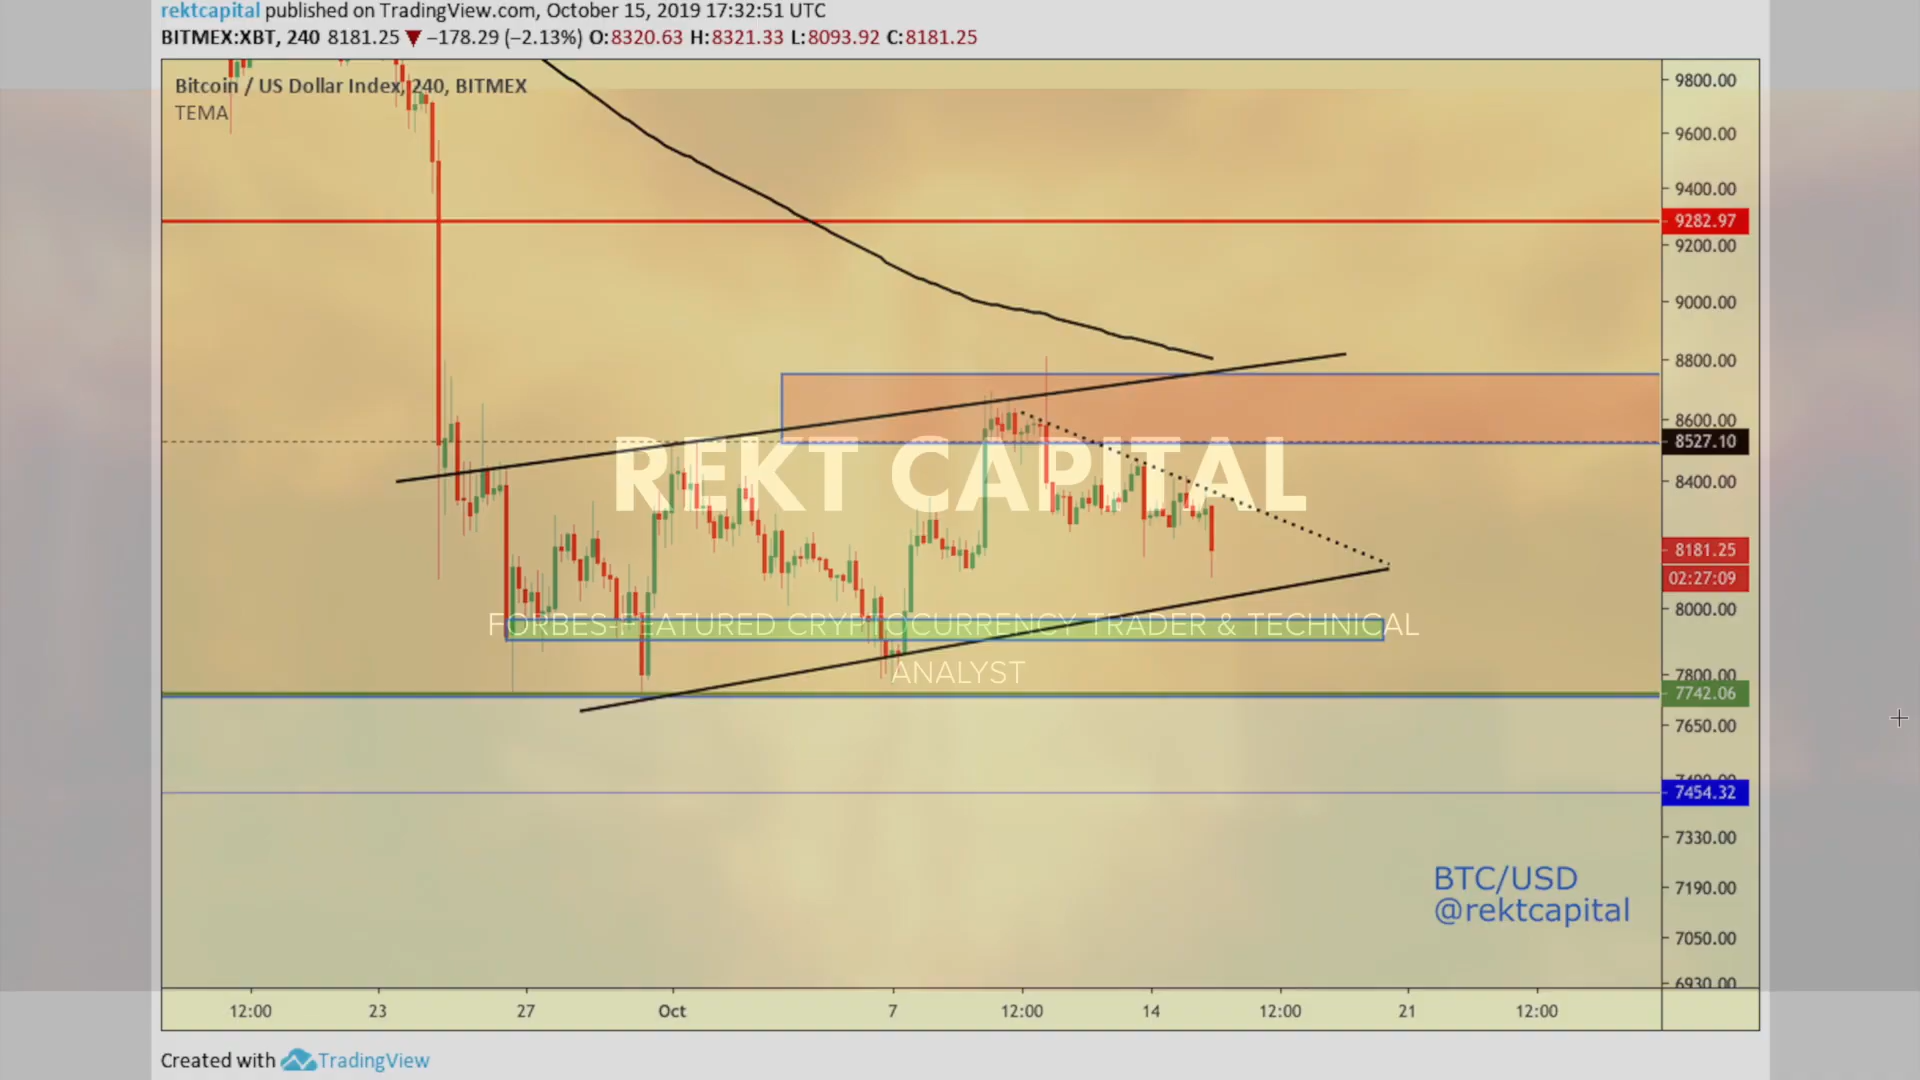 rektcapital published on TradingView.com, October 15, 2019 17:32:51 UTC
BITMEX:XBT, 240 8181.25 ▼ −178.29 (−2.13%) O:8320.63 H:8321.33 L:8093.92 C:8181.25
Bitcoin / US Dollar Index, 240, BITMEX
TEMA
9800.00
9600.00
9400.00
9282.97
9200.00
9000.00
8800.00
8600.00
8527.10
8400.00
8181.25
02:27:09
8000.00
7800.00
7742.06
7650.00
7454.32
7330.00
7190.00
7050.00
6930.00
REKT CAPITAL
FORBES-FEATURED CRYPTOCURRENCY TRADER & TECHNICAL
ANALYST
BTC/USD
@rektcapital
12:00 23 27 Oct 7 12:00 14 12:00 21 12:00
Created with TradingView